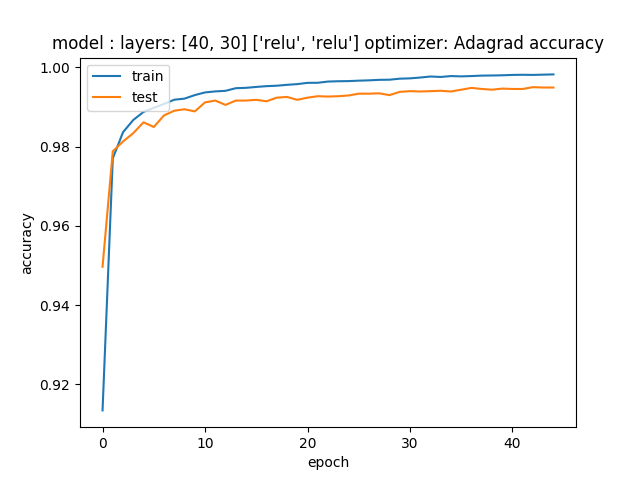 model : layers: [40, 30] ['relu', 'relu'] optimizer: Adagrad accuracy
train
test
1.00
0.98
0.96
0.94
0.92
accuracy
0
10
20
30
40
epoch